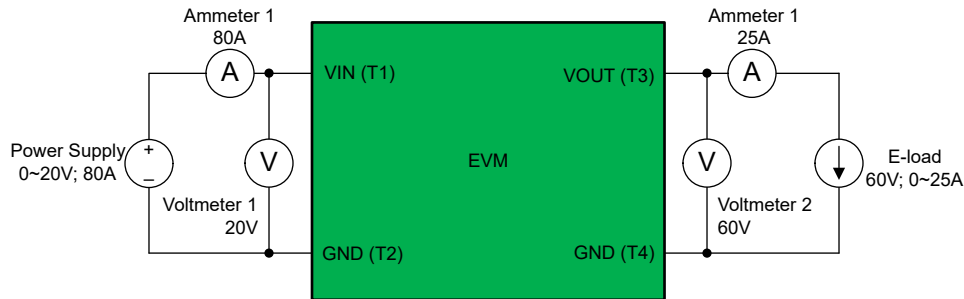 Ammeter 1
80A
A
VIN (T1)
Power Supply
0~20V; 80A
+
–
V
Voltmeter 1
20V
GND (T2)
EVM
Ammeter 1
25A
A
VOUT (T3)
V
Voltmeter 2
60V
E-load
60V; 0~25A
GND (T4)